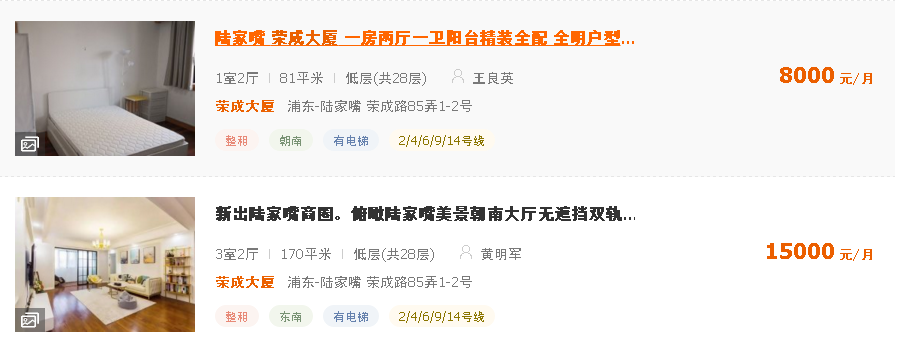 陆家嘴 荣成大厦 一房两厅一卫阳台精装全配 全明户型...
1室2厅 | 81平米 | 低层(共28层) 王良英
8000 元/月
荣成大厦 浦东-陆家嘴 荣成路85弄1-2号
整租 朝南 有电梯 2/4/6/9/14号线
新出陆家嘴商圈。俯瞰陆家嘴美景朝南大厅无遮挡双轨...
3室2厅 | 170平米 | 低层(共28层) 黄明军
15000 元/月
荣成大厦 浦东-陆家嘴 荣成路85弄1-2号
整租 东南 有电梯 2/4/6/9/14号线